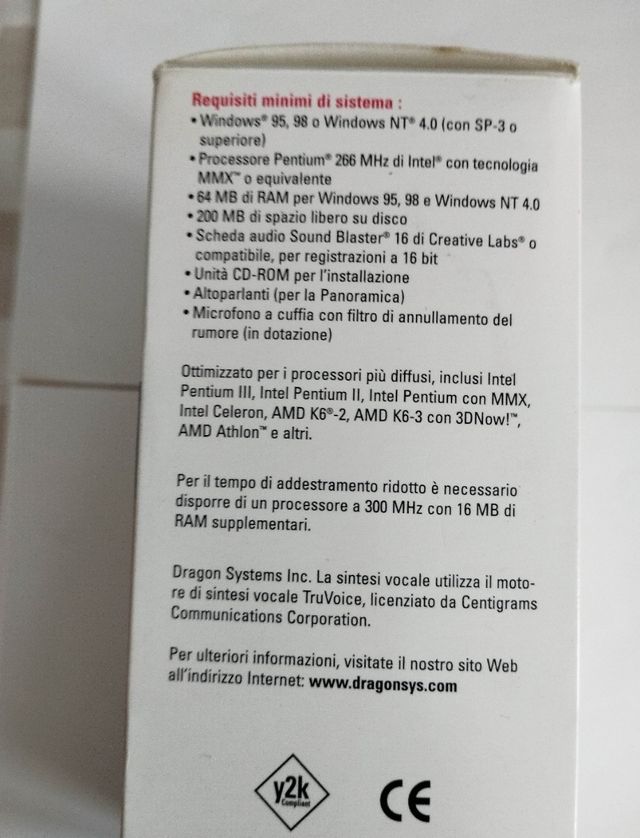 Requisiti minimi di sistema :
• Windows® 95, 98 o Windows NT® 4.0 (con SP-3 o
superiore)
• Processore Pentium® 266 MHz di Intel® con tecnologia
MMX™ o equivalente
• 64 MB di RAM per Windows 95, 98 e Windows NT 4.0
• 200 MB di spazio libero su disco
• Scheda audio Sound Blaster® 16 di Creative Labs® o
compatibile, per registrazioni a 16 bit
• Unità CD-ROM per l'installazione
• Altoparlanti (per la Panoramica)
• Microfono a cuffia con filtro di annullamento del
rumore (in dotazione)
Ottimizzato per i processori più diffusi, inclusi Intel
Pentium III, Intel Pentium II, Intel Pentium con MMX,
Intel Celeron, AMD K6®-2, AMD K6-3 con 3DNow!™,
AMD Athlon™ e altri.
Per il tempo di addestramento ridotto è necessario
disporre di un processore a 300 MHz con 16 MB di
RAM supplementari.
Dragon Systems Inc. La sintesi vocale utilizza il moto-
re di sintesi vocale TruVoice, licenziato da Centigrams
Communications Corporation.
Per ulteriori informazioni, visitate il nostro sito Web
all'indirizzo Internet: www.dragonsys.com
y2k
Compliant
CE